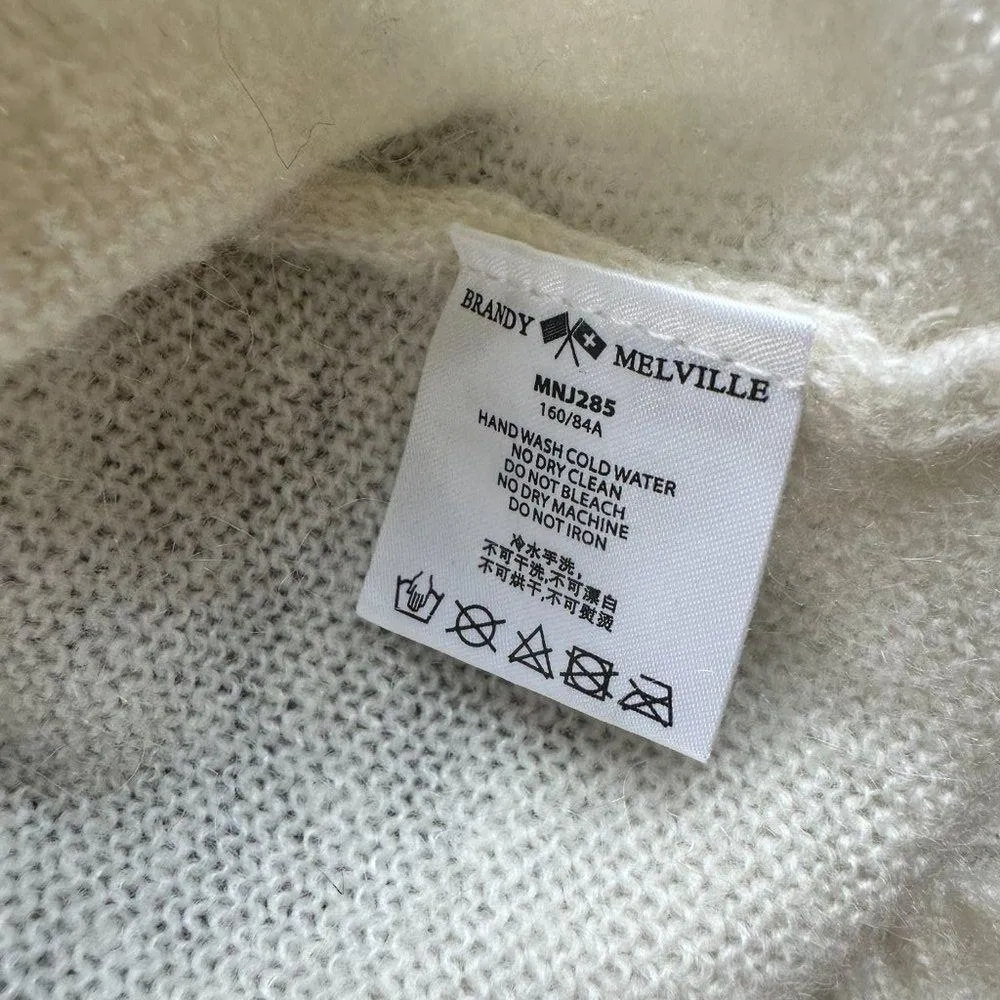 BRANDY MELVILLE
MNJ285
160/84A
HAND WASH COLD WATER
NO DRY CLEAN
DO NOT BLEACH
NO DRY MACHINE
DO NOT IRON
冷水手洗,
不可干洗,不可漂白
不可烘干,不可熨烫